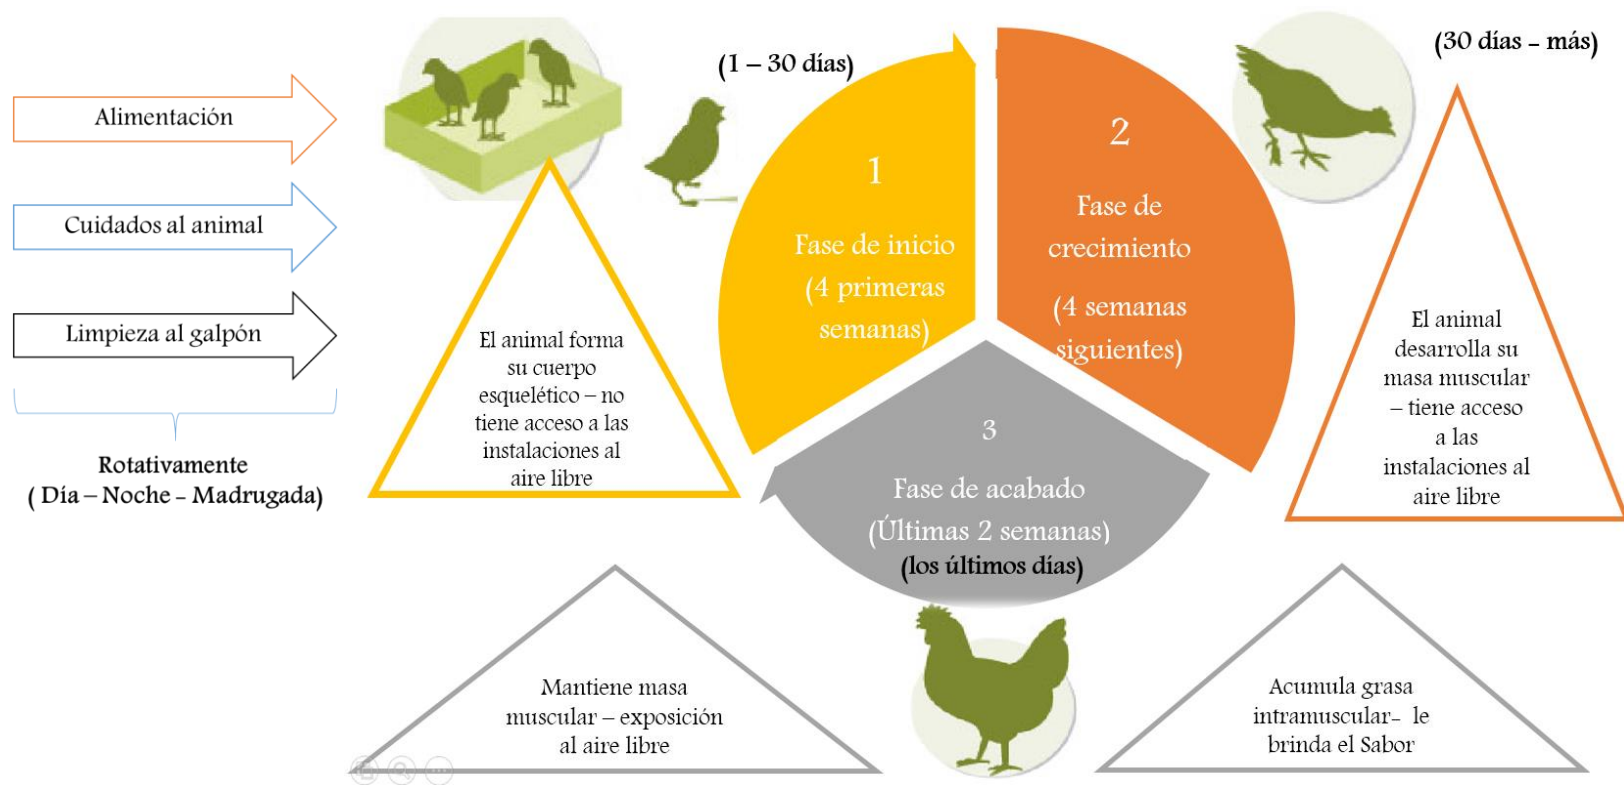 Alimentación
Cuidados al animal
Limpieza al galpón
Rotativamente
( Día – Noche - Madrugada)
(1 – 30 días)
El animal forma
su cuerpo
esquelético – no
tiene acceso a las
instalaciones al
aire libre
1
Fase de inicio
(4 primeras
semanas)
2
Fase de
crecimiento
(4 semanas
siguientes)
(30 días - más)
El animal
desarrolla su
masa muscular
– tiene acceso
a las
instalaciones al
aire libre
3
Fase de acabado
(Últimas 2 semanas)
(los últimos días)
Mantiene masa
muscular – exposición
al aire libre
Acumula grasa
intramuscular- le
brinda el Sabor